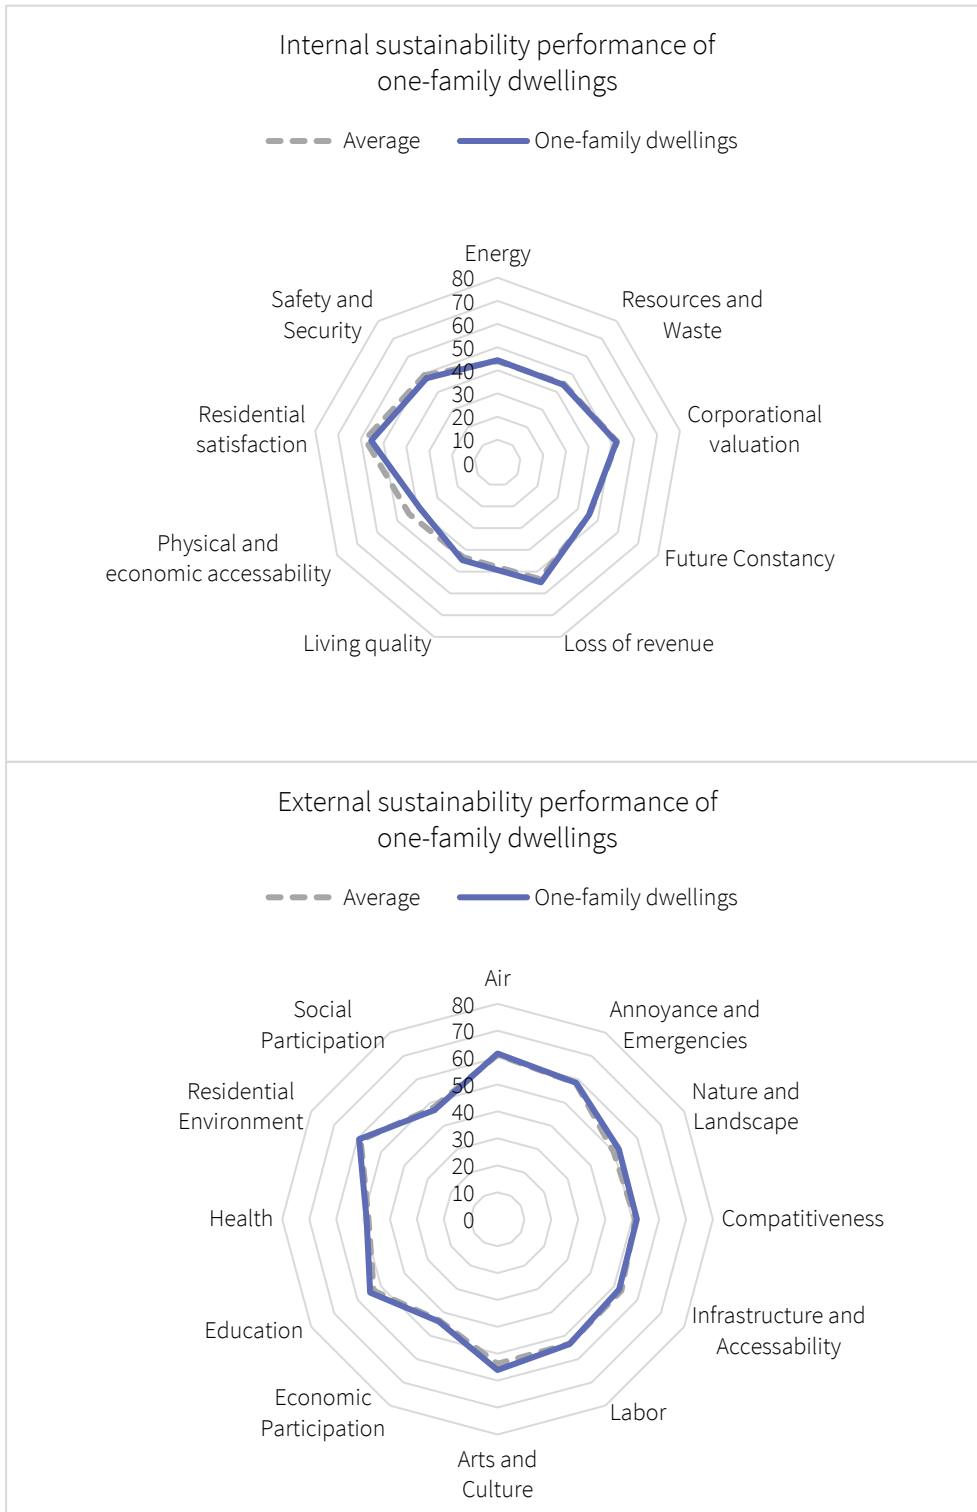 Internal sustainability performance of
one-family dwellings
Average
One-family dwellings
Energy
Resources and
Waste
Corporational
valuation
Future Constancy
Loss of revenue
Living quality
Physical and
economic accessability
Residential
satisfaction
Safety and
Security
80
70
60
50
40
30
20
10
0
External sustainability performance of
one-family dwellings
Average
One-family dwellings
Air
Annoyance and
Emergencies
Nature and
Landscape
Compatitiveness
Infrastructure and
Accessability
Labor
Arts and
Culture
Economic
Participation
Education
Health
Residential
Environment
Social
Participation
80
70
60
50
40
30
20
10
0